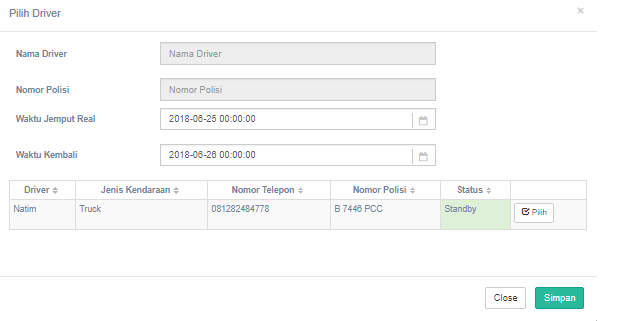 Pilih Driver ×
Nama Driver Nama Driver
Nomor Polisi Nomor Polisi
Waktu Jemput Real 2018-06-25 00:00:00
Waktu Kembali 2018-06-26 00:00:00
Driver Jenis Kendaraan Nomor Telepon Nomor Polisi Status
Natim Truck 081282484778 B 7446 PCC Standby Pilih
Close Simpan